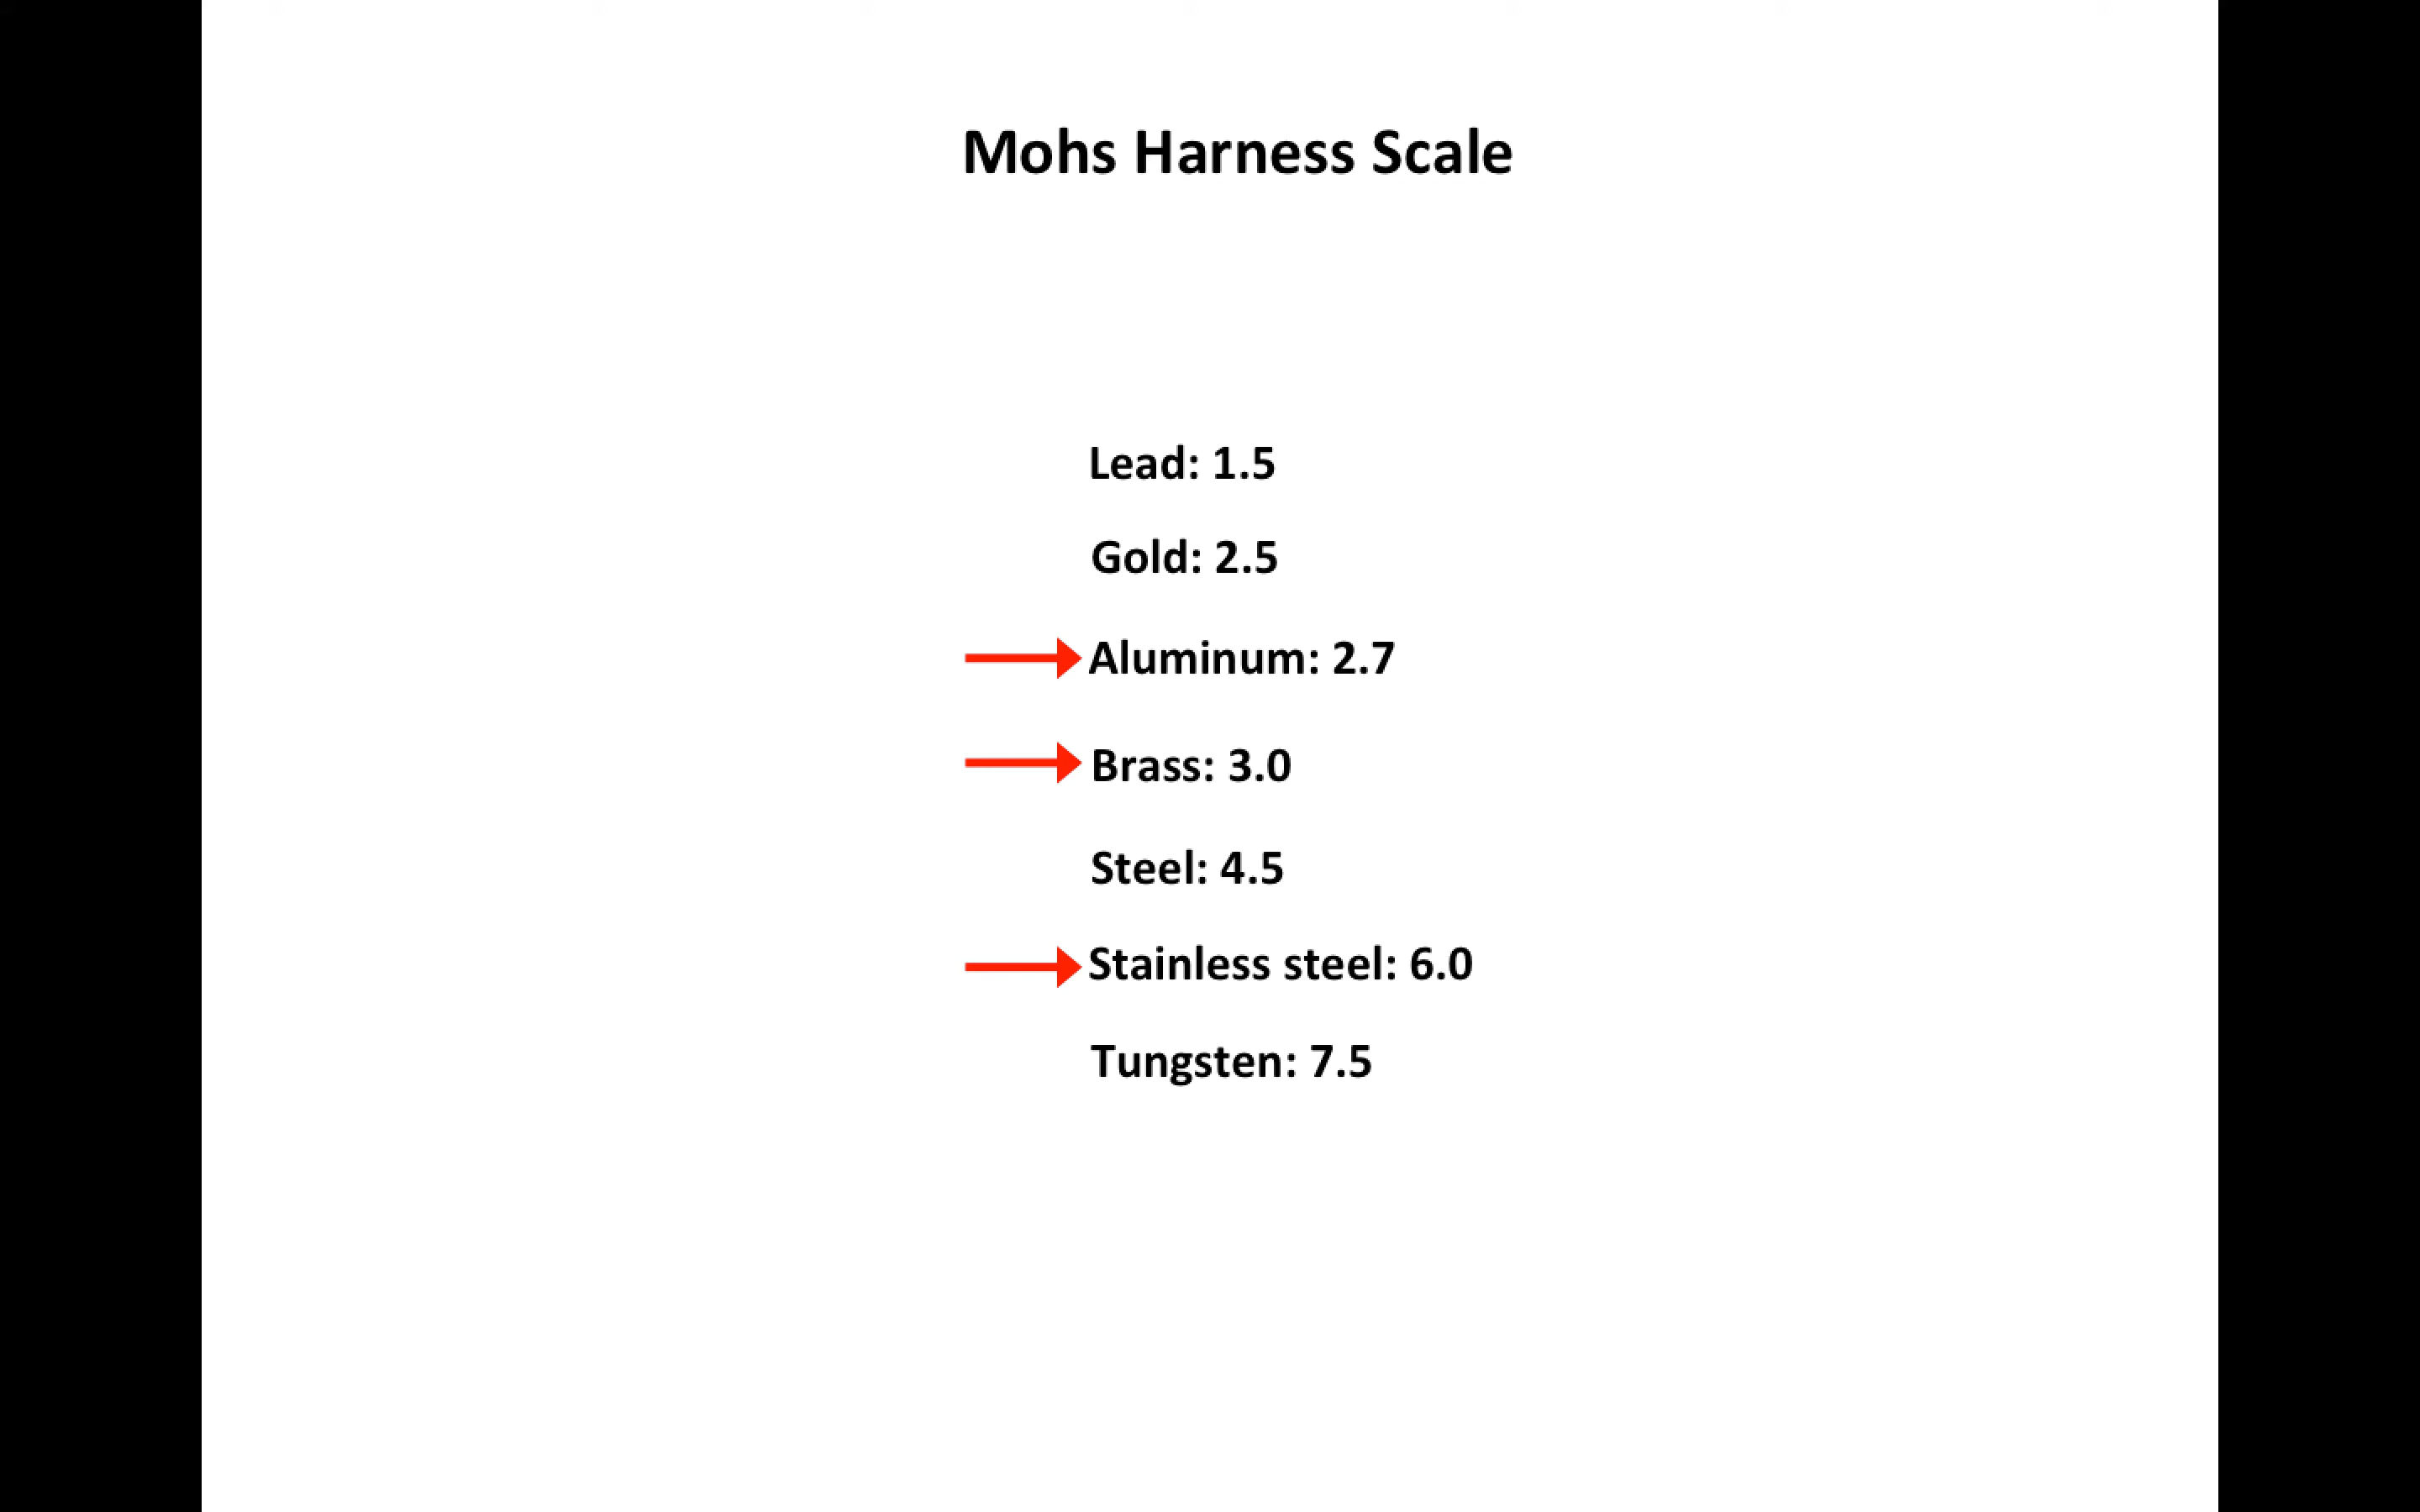 Mohs Harness Scale
Lead: 1.5
Gold: 2.5
Aluminum: 2.7
Brass: 3.0
Steel: 4.5
Stainless steel: 6.0
Tungsten: 7.5